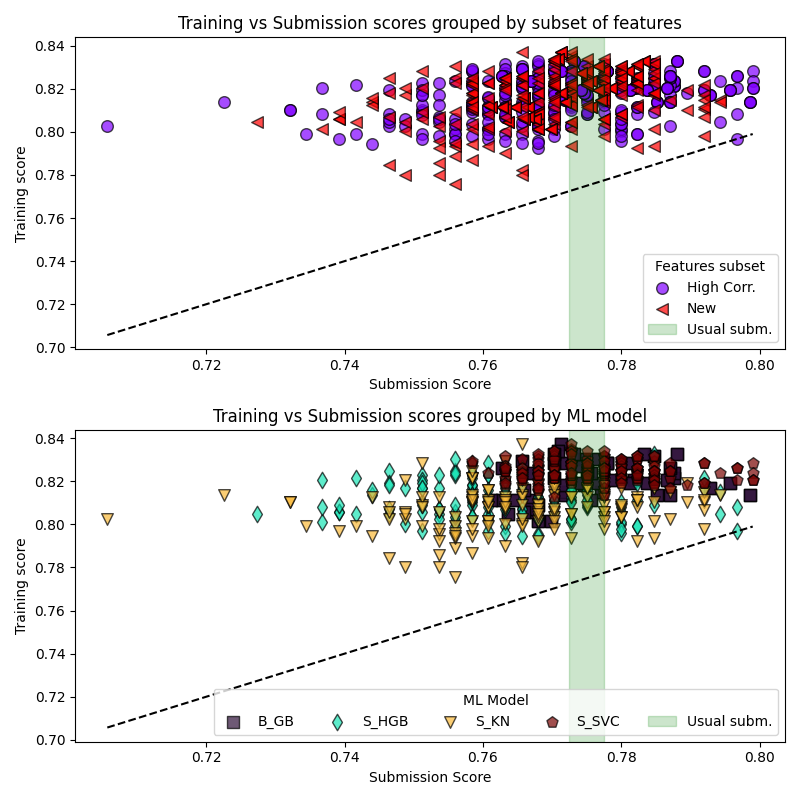 Training vs Submission scores grouped by subset of features
0.84
0.82
0.80
0.78
0.76
0.74
0.72
0.70
Training score
Features subset
High Corr.
New
Usual subm.
0.72 0.74 0.76 0.78 0.80
Submission Score
Training vs Submission scores grouped by ML model
0.84
0.82
0.80
0.78
0.76
0.74
0.72
0.70
Training score
ML Model
B_GB S_HGB S_KN S_SVC Usual subm.
0.72 0.74 0.76 0.78 0.80
Submission Score